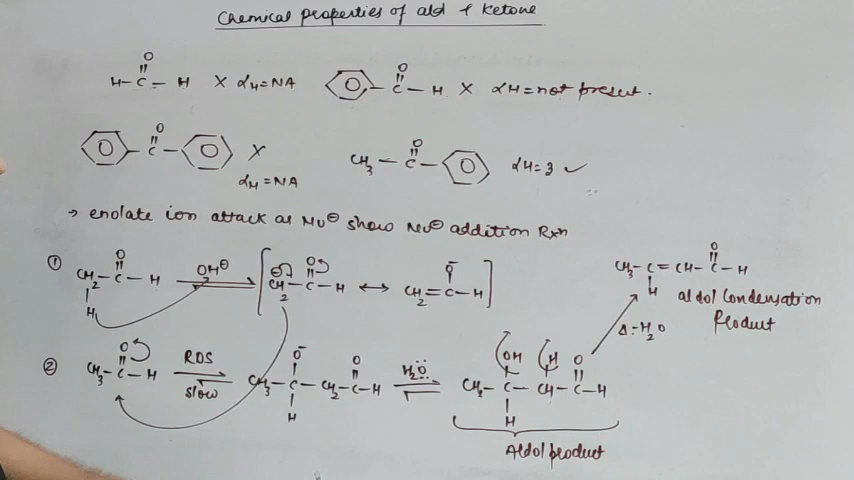 Chemical properties of ald + ketone
O
H-C-H X αH=NA
O
C-H X αH=not present.
O
C X
αH=NA
O
CH3-C- αH=3 ✓
→ enolate ion attack as Nu⊖ show Nu⊖ addition Rxn
① CH2-C-H OH⊖ [⊖CH2-C-H ↔ CH2=C-H]
O O O-
H
O
CH3-C=CH-C-H
H
aldol Condensation
Product
Δ-H2O
② CH3-C-H RDS CH3-C-CH2-C-H H2O CH3-C-CH-C-H
O slow O- O OH H O
H H
Aldol product